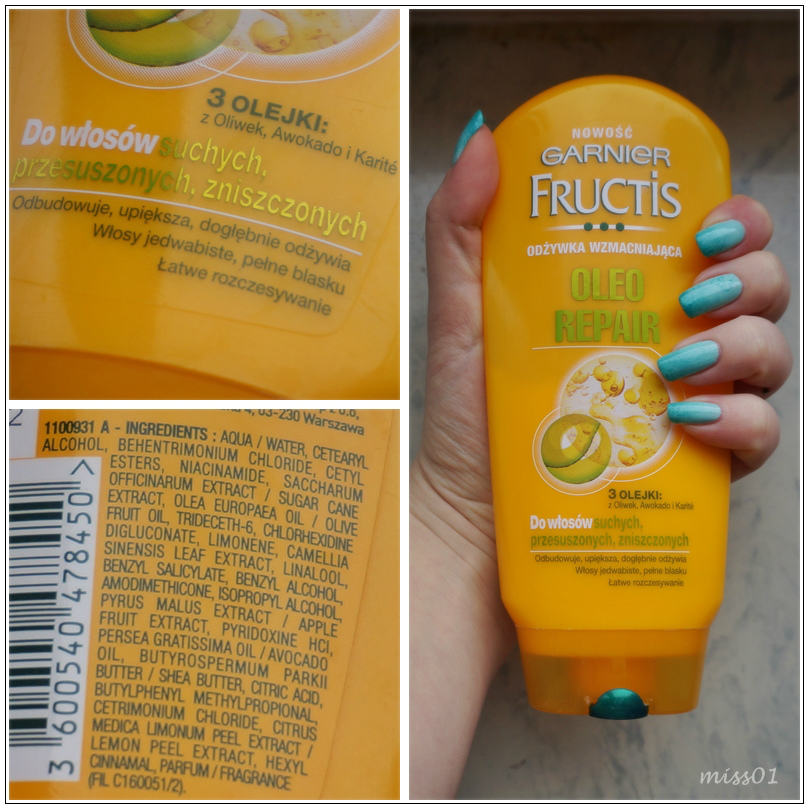 3 OLEJKI:
z Oliwek, Awokado i Karité
Do włosów suchych,
przesuszonych, zniszczonych
Odbudowuje, upiększa, dogłębnie odżywia
Włosy jedwabiste, pełne blasku
Łatwe rozczesywanie
4, 03-230 Warszawa
1100931 A - INGREDIENTS : AQUA / WATER, CETEARYL
ALCOHOL, BEHENTRIMONIUM CHLORIDE, CETYL
ESTERS, NIACINAMIDE, SACCHARUM
OFFICINARUM EXTRACT / SUGAR CANE
EXTRACT, OLEA EUROPAEA OIL / OLIVE
FRUIT OIL, TRIDECETH-6, CHLORHEXIDINE
DIGLUCONATE, LIMONENE, CAMELLIA
SINENSIS LEAF EXTRACT, LINALOOL,
BENZYL SALICYLATE, BENZYL ALCOHOL,
AMODIMETHICONE, ISOPROPYL ALCOHOL,
PYRUS MALUS EXTRACT / APPLE
FRUIT EXTRACT, PYRIDOXINE HCl,
PERSEA GRATISSIMA OIL / AVOCADO
OIL, BUTYROSPERMUM PARKII
BUTTER / SHEA BUTTER, CITRIC ACID,
BUTYLPHENYL METHYLPROPIONAL,
CETRIMONIUM CHLORIDE, CITRUS
MEDICA LIMONUM PEEL EXTRACT /
LEMON PEEL EXTRACT, HEXYL
CINNAMAL, PARFUM / FRAGRANCE
(FIL C160051/2).
3 600540 478450 >
NOWOŚĆ
GARNIER
FRUCTIS
ODŻYWKA WZMACNIAJĄCA
OLEO
REPAIR
3 OLEJKI:
z Oliwek, Awokado i Karité
Do włosów suchych,
przesuszonych, zniszczonych
Odbudowuje, upiększa, dogłębnie odżywia
Włosy jedwabiste, pełne blasku
Łatwe rozczesywanie
miss01